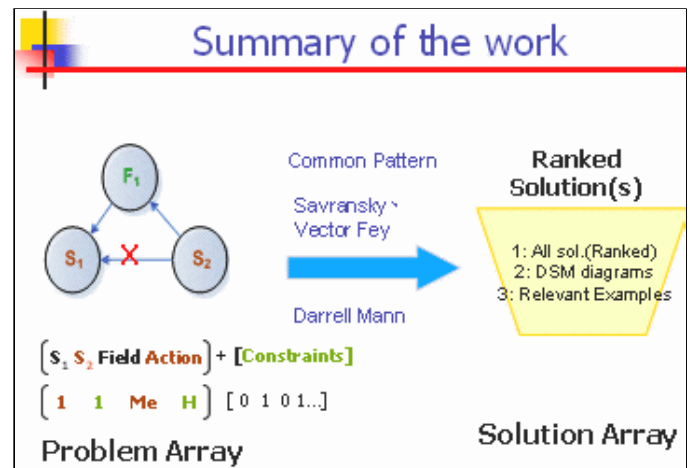 Summary of the work
F1
S1
X
S2
Common Pattern
Savransky`
Vector Fey
Darrell Mann
Ranked
Solution(s)
1: All sol.(Ranked)
2: DSM diagrams
3: Relevant Examples
[S1 S2 Field Action] + [Constraints]
[1 1 Me H] [0 1 0 1...]
Problem Array
Solution Array